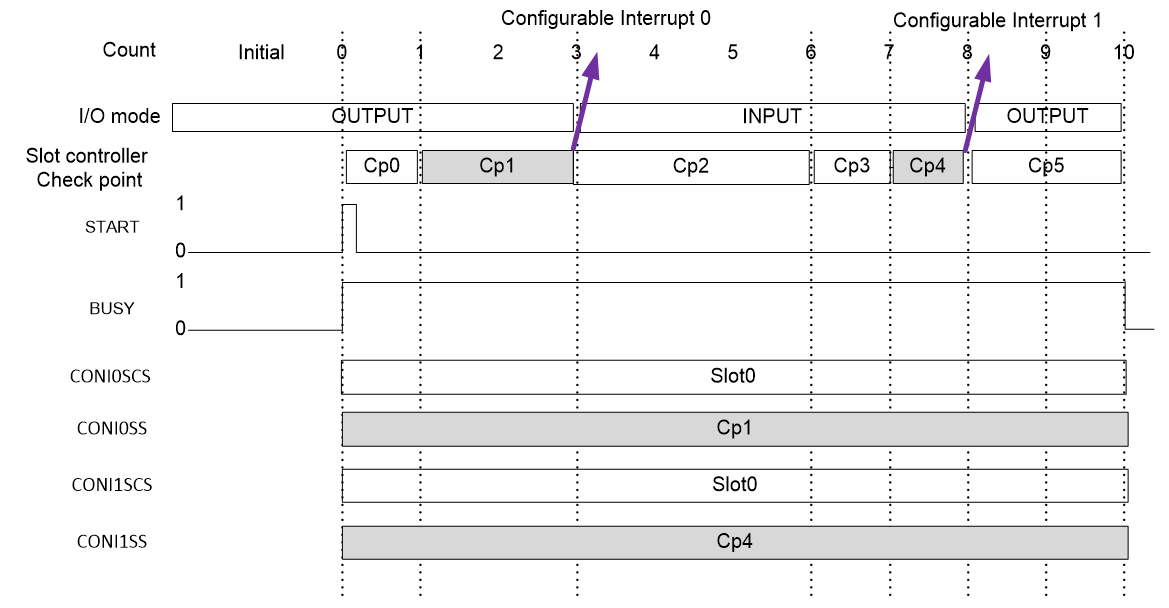 Configurable Interrupt 0
Configurable Interrupt 1
Count Initial 0 1 2 3 4 5 6 7 8 9 10
I/O mode OUTPUT INPUT OUTPUT
Slot controller
Check point
Cp0 Cp1 Cp2 Cp3 Cp4 Cp5
1
START
0
1
BUSY
0
CONI0SCS Slot0
CONI0SS Cp1
CONI1SCS Slot0
CONI1SS Cp4